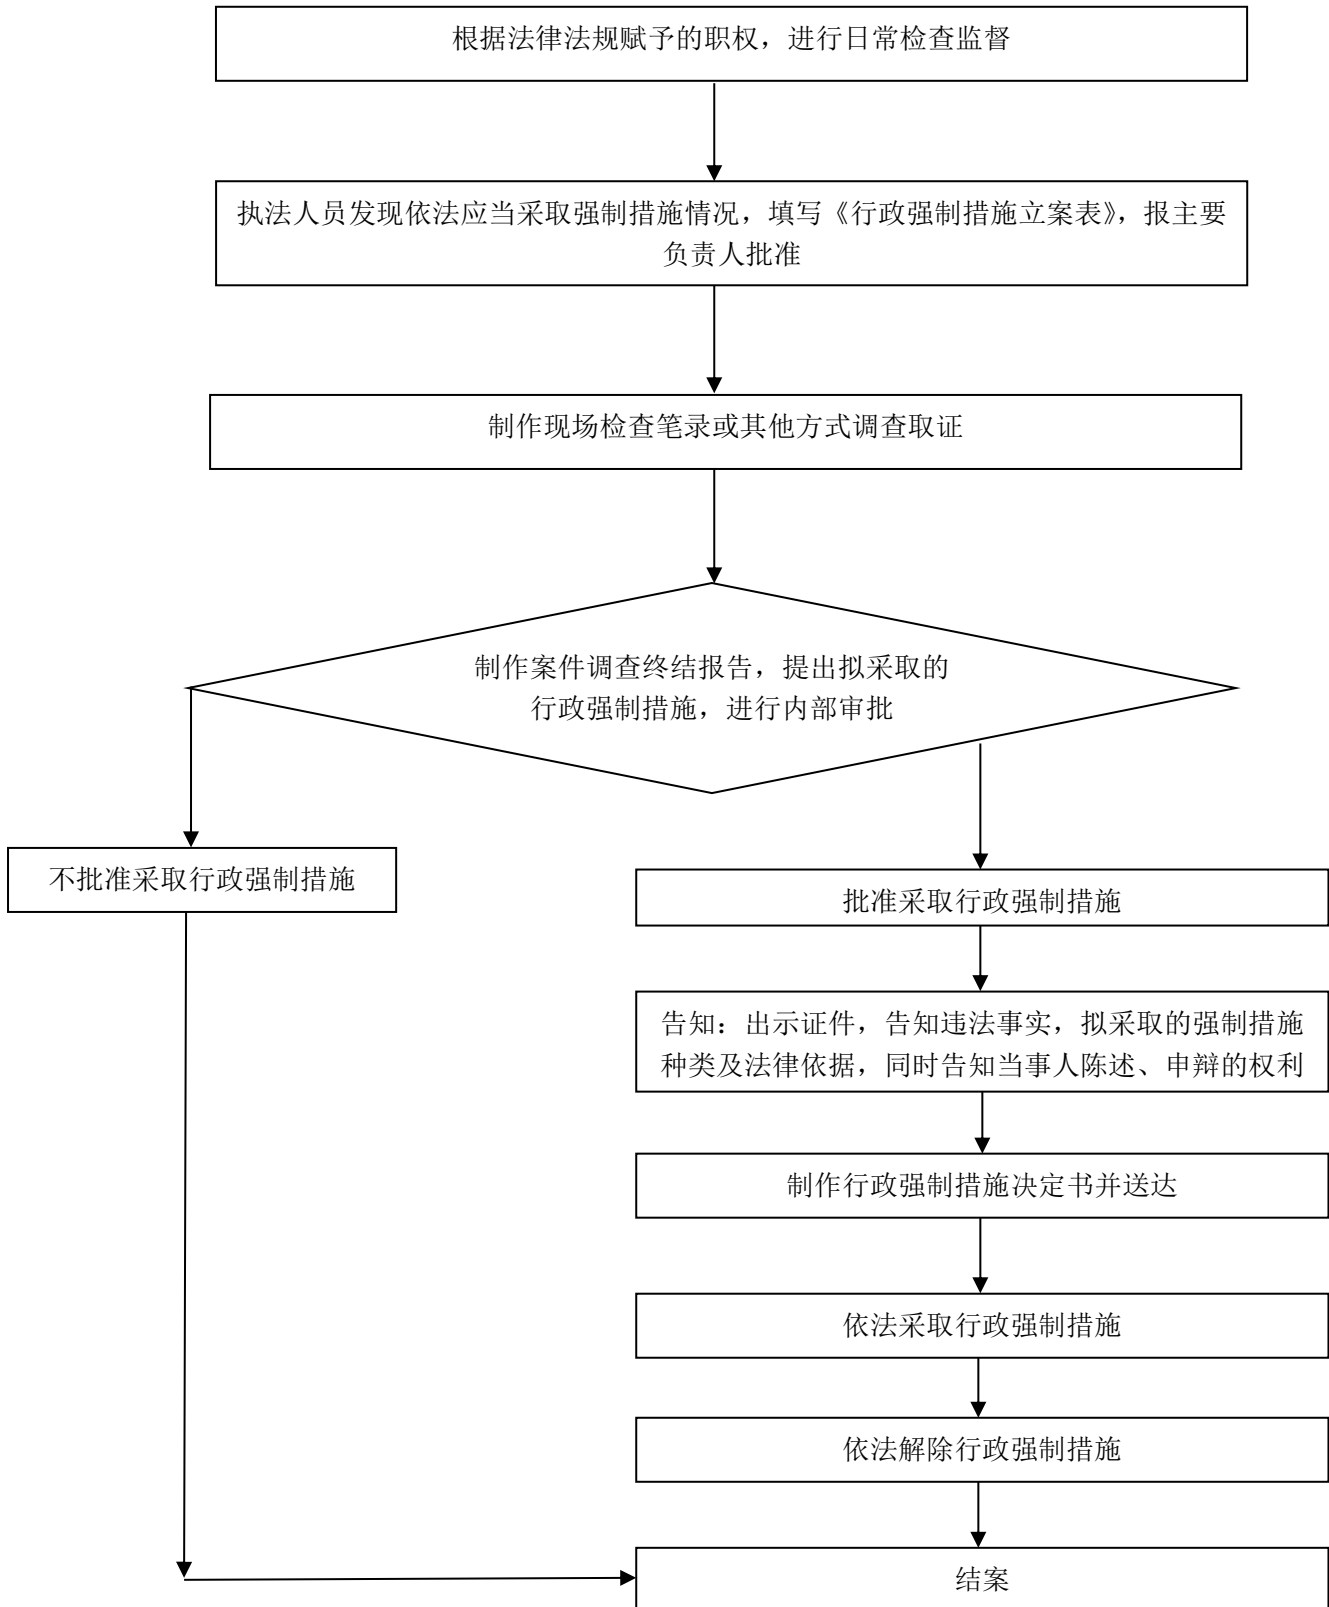 根据法律法规赋予的职权，进行日常检查监督
执法人员发现依法应当采取强制措施情况，填写《行政强制措施立案表》，报主要
负责人批准
制作现场检查笔录或其他方式调查取证
制作案件调查终结报告，提出拟采取的
行政强制措施，进行内部审批
不批准采取行政强制措施
批准采取行政强制措施
告知：出示证件，告知违法事实，拟采取的强制措施
种类及法律依据，同时告知当事人陈述、申辩的权利
制作行政强制措施决定书并送达
依法采取行政强制措施
依法解除行政强制措施
结案